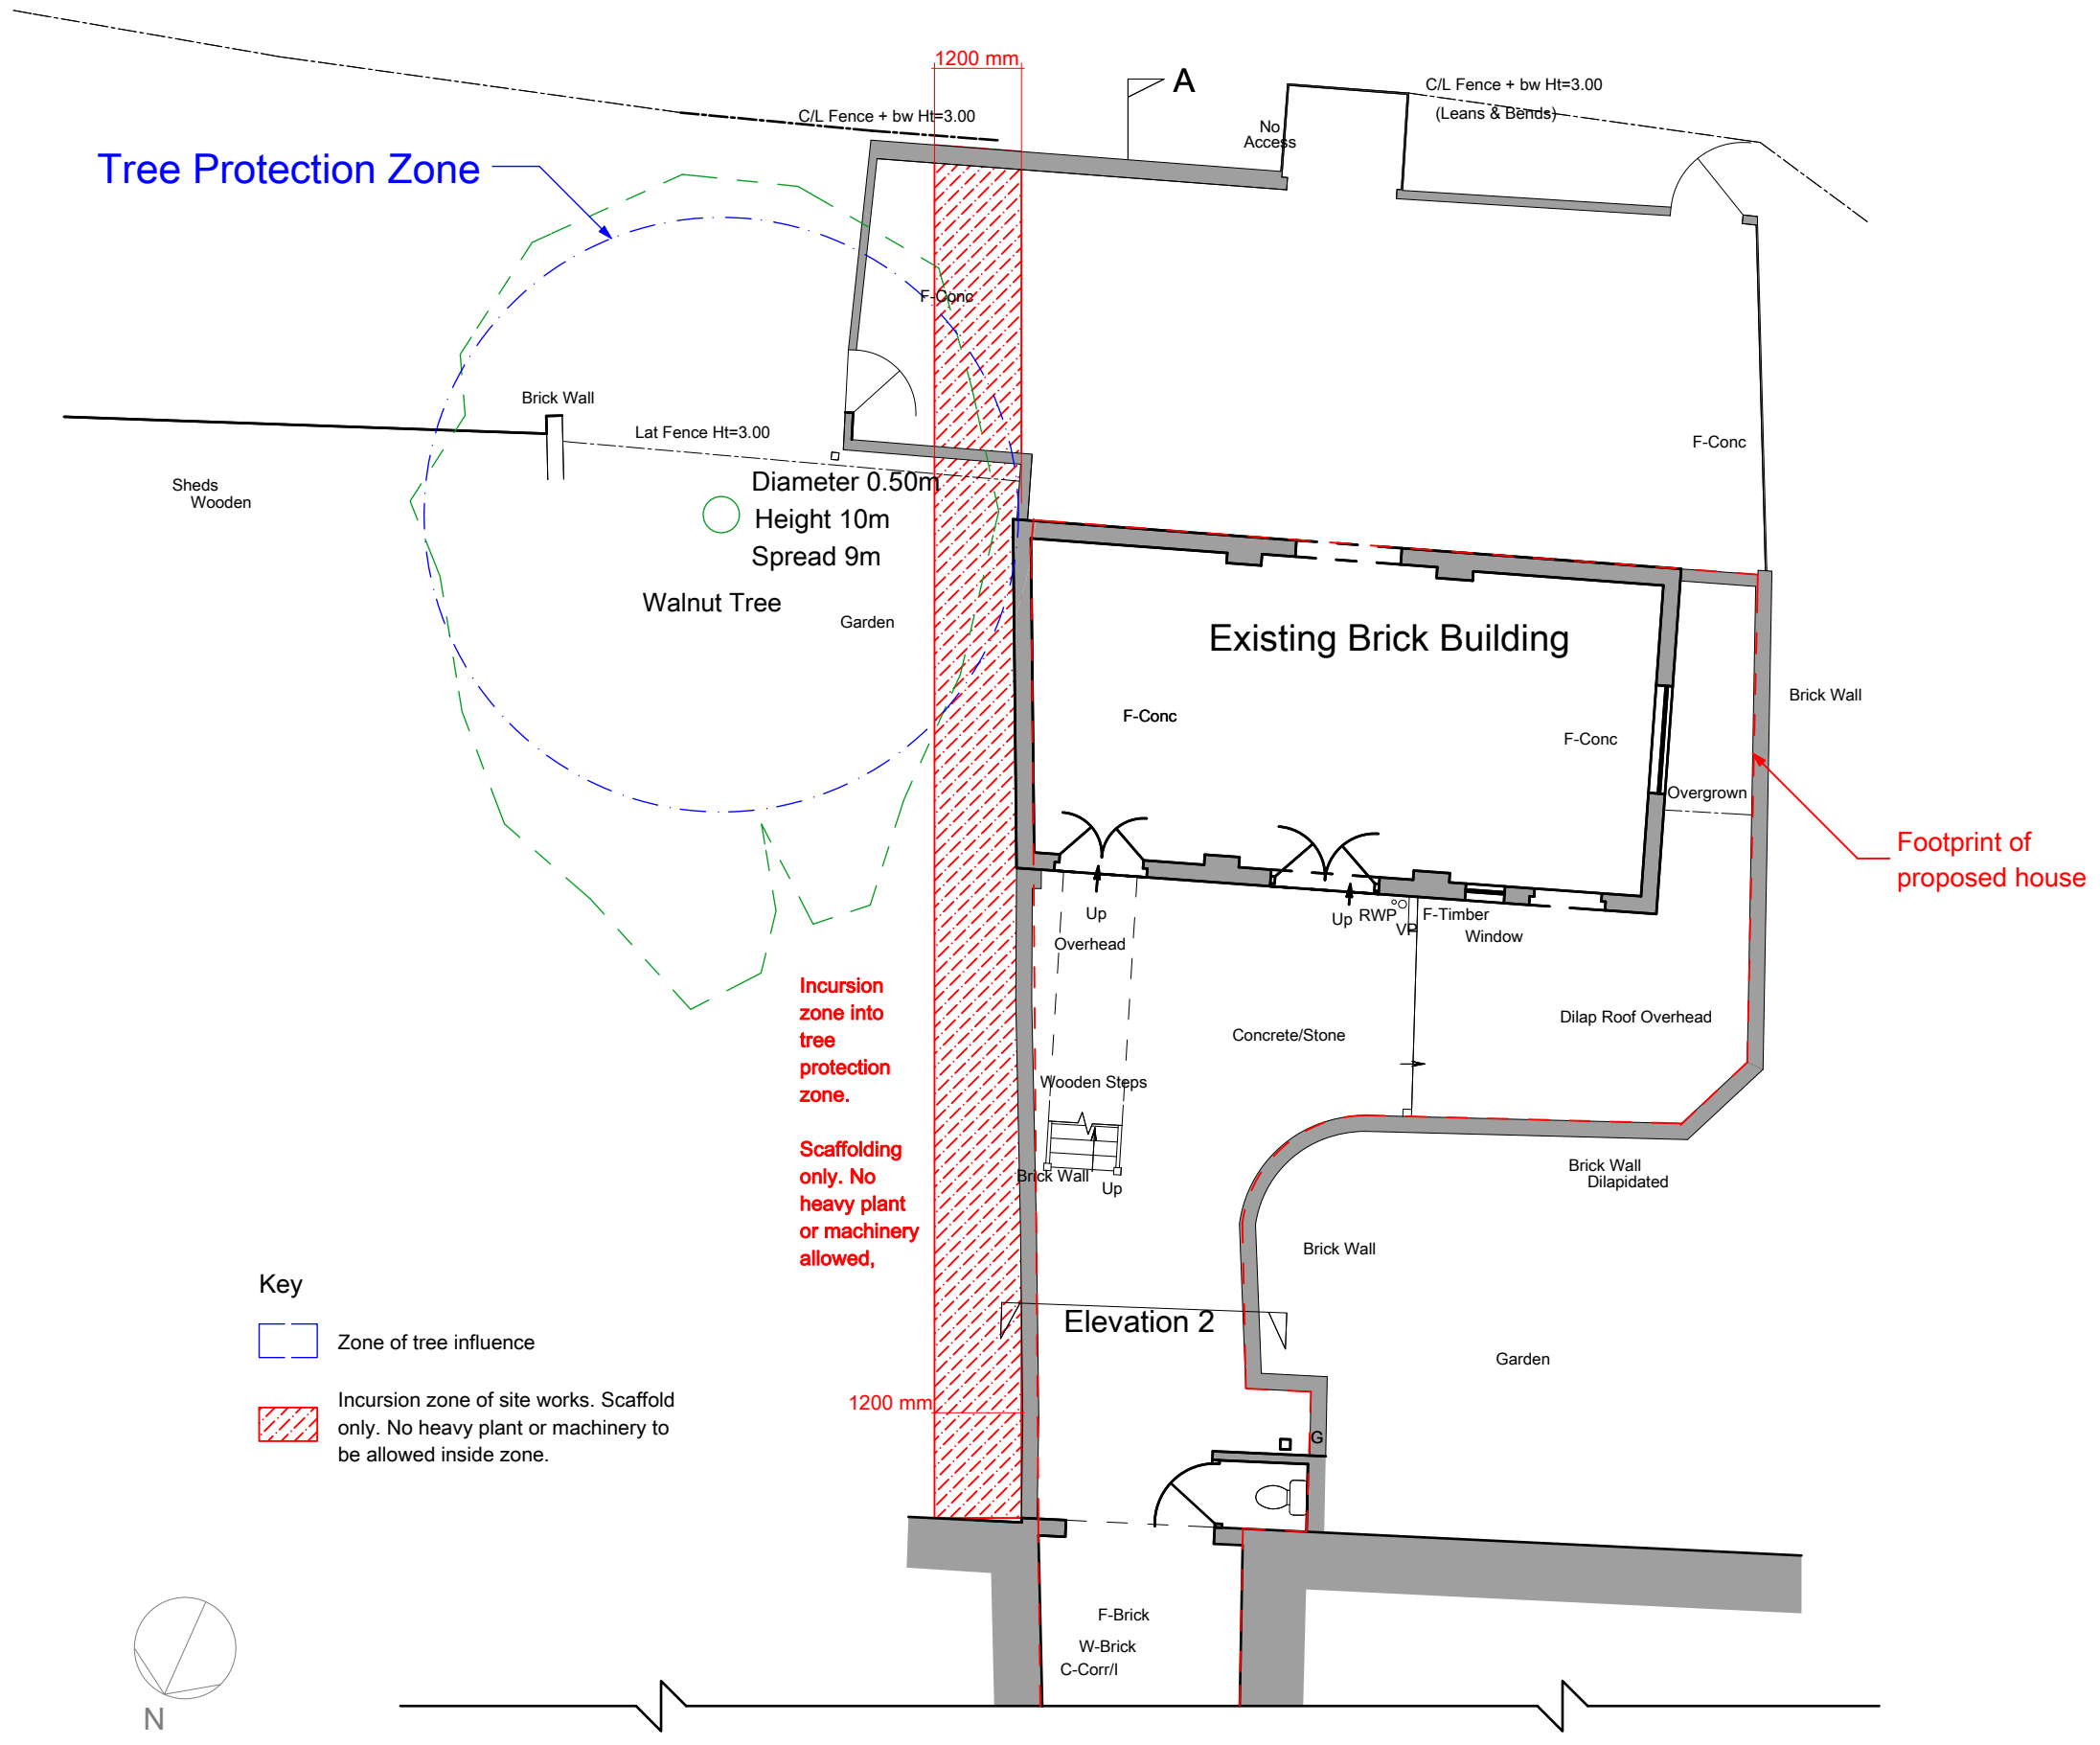 1200 mm
A
C/L Fence + bw Ht=3.00
(Leans & Bends)
C/L Fence + bw Ht=3.00
No
Access
Tree Protection Zone
F-Conc
Brick Wall
Lat Fence Ht=3.00
F-Conc
Sheds
Wooden
Diameter 0.50m
Height 10m
Spread 9m
Walnut Tree
Garden
Existing Brick Building
Brick Wall
F-Conc
F-Conc
Overgrown
Footprint of
proposed house
Up
Overhead
Up
RWP
VP
F-Timber
Window
Incursion
zone into
tree
protection
zone.
Scaffolding
only. No
heavy plant
or machinery
allowed,
Concrete/Stone
Dilap Roof Overhead
Wooden Steps
Brick Wall
Up
Brick Wall
Dilapidated
Brick Wall
Elevation 2
Garden
Key
Zone of tree influence
Incursion zone of site works. Scaffold
only. No heavy plant or machinery to
be allowed inside zone.
1200 mm
G
F-Brick
W-Brick
C-Corr/I
N